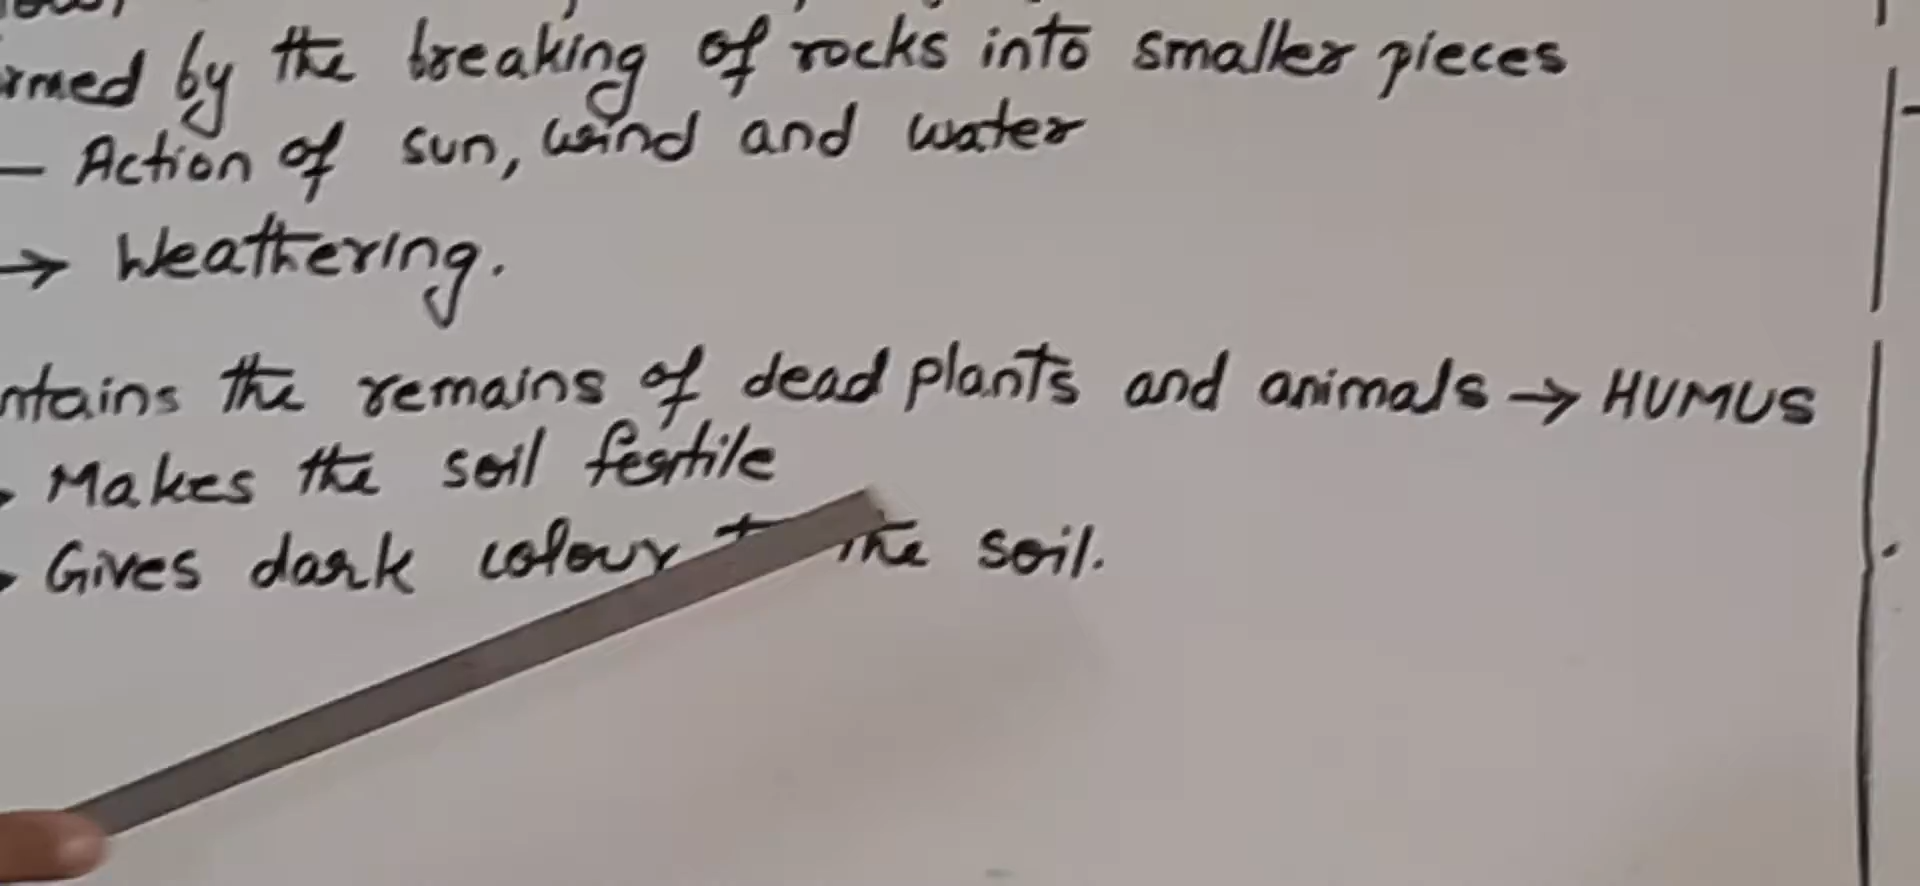 rmed by the breaking of rocks into smaller pieces
— Action of sun, wind and water
→ Weathering.
ntains the remains of dead plants and animals → HUMUS
Makes the soil fertile
Gives dark colour the soil.